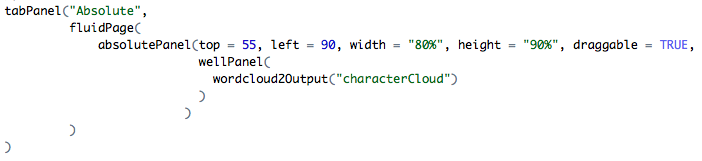 tabPanel("Absolute",
         fluidPage(
             absolutePanel(top = 55, left = 90, width = "80%", height = "90%", draggable = TRUE,
                           wellPanel(
                             wordcloud2Output("characterCloud")
                           )
                         )
         )
)